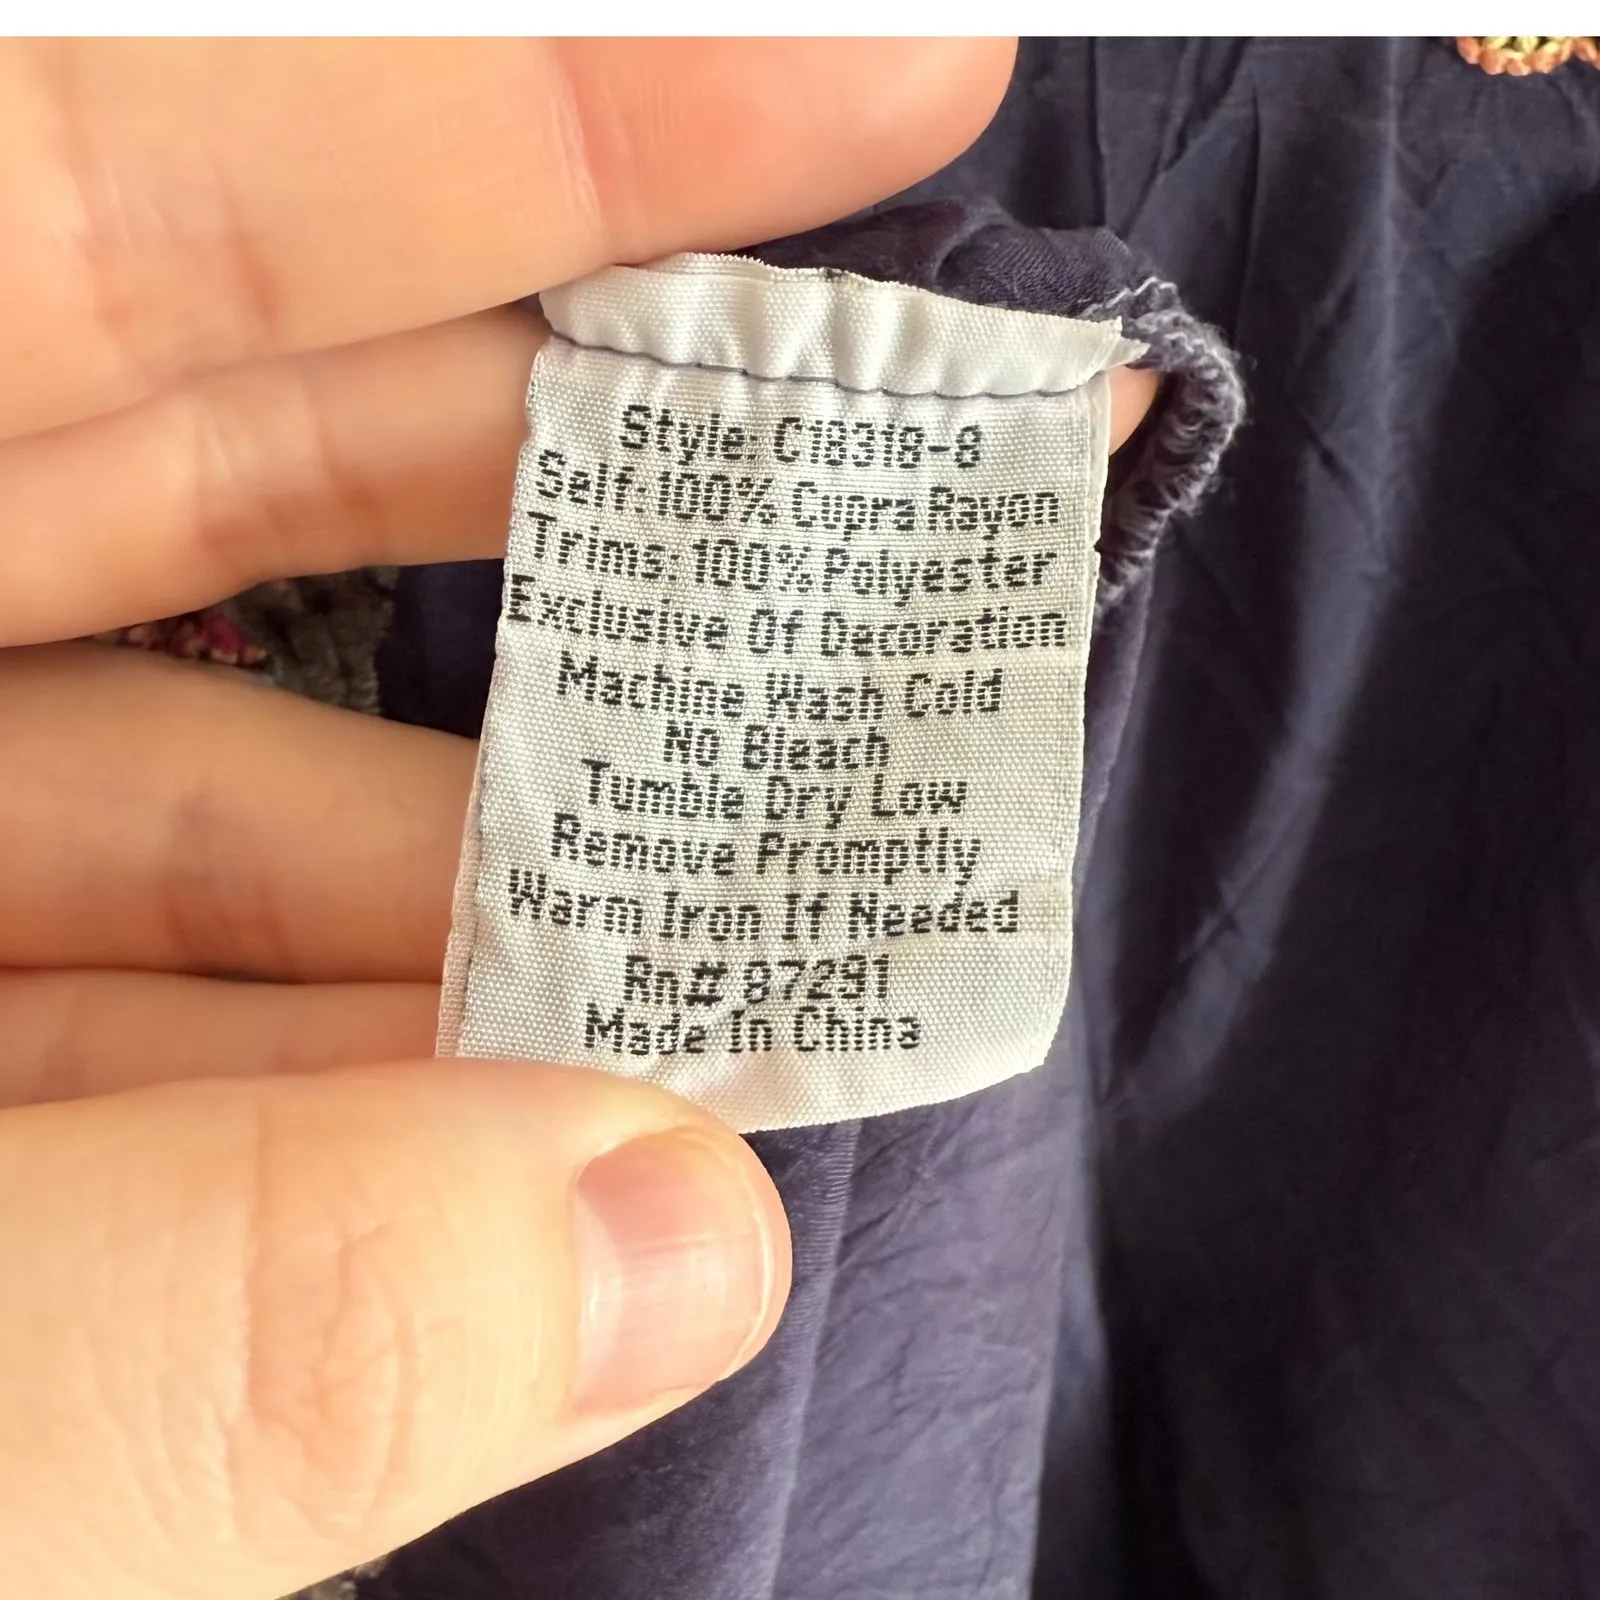 Style: C18318-8
Self: 100% Cupra Rayon
Trims: 100% Polyester
Exclusive Of Decoration
Machine Wash Cold
No Bleach
Tumble Dry Low
Remove Promptly
Warm Iron If Needed
Rn# 87291
Made In China